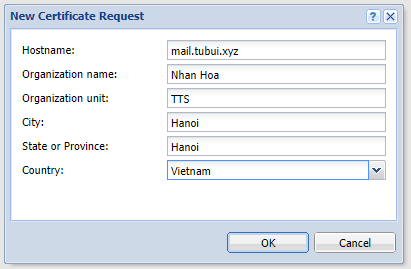 New Certificate Request
Hostname: mail.tubui.xyz
Organization name: Nhan Hoa
Organization unit: TTS
City: Hanoi
State or Province: Hanoi
Country: Vietnam
OK Cancel